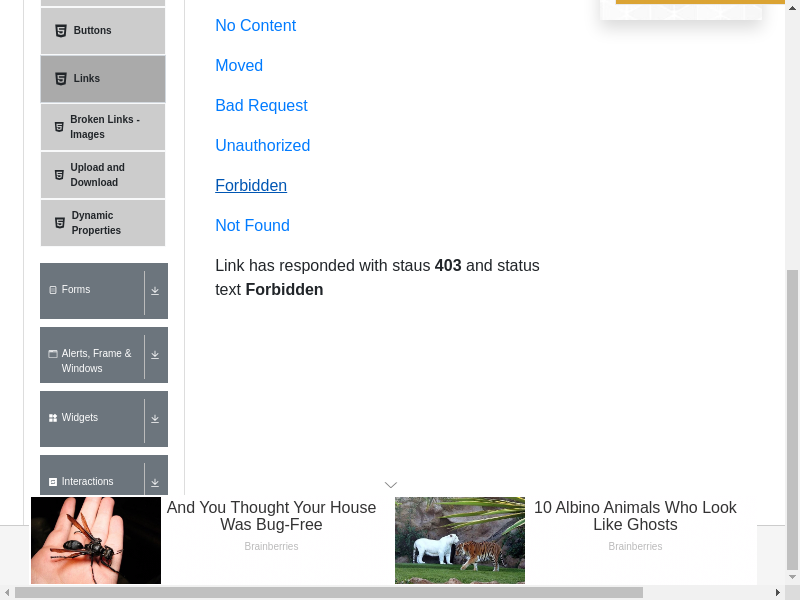 Buttons
Links
Broken Links -
Images
Upload and
Download
Dynamic
Properties
Forms
Alerts, Frame &
Windows
Widgets
Interactions
No Content
Moved
Bad Request
Unauthorized
Forbidden
Not Found
Link has responded with staus 403 and status
text Forbidden
And You Thought Your House
Was Bug-Free
Brainberries
10 Albino Animals Who Look
Like Ghosts
Brainberries